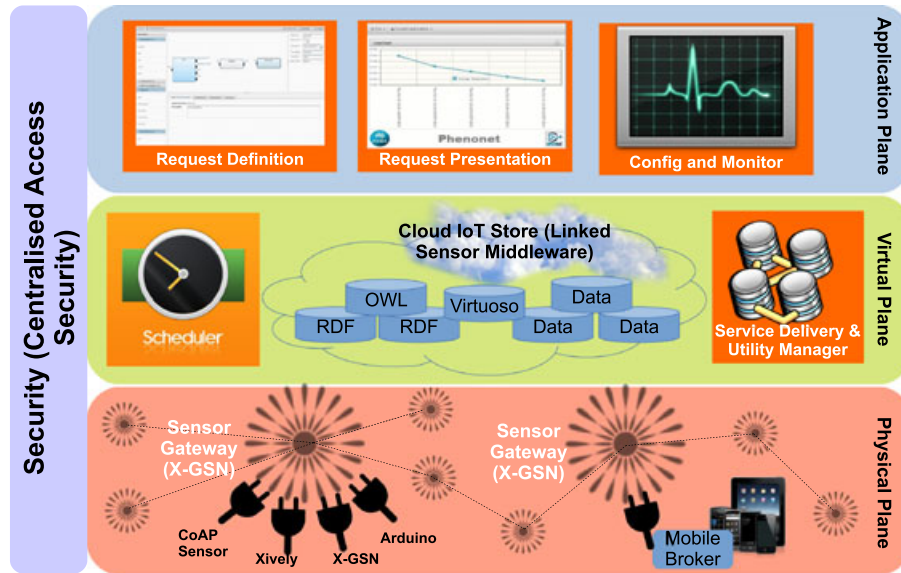 Security (Centralised Access
Security)
Application Plane
Request Definition
Phenonet
Request Presentation
Config and Monitor
Virtual Plane
Scheduler
Cloud IoT Store (Linked
Sensor Middleware)
OWL
RDF
RDF
Virtuoso
Data
Data
Data
Service Delivery &
Utility Manager
Physical Plane
Sensor
Gateway
(X-GSN)
Sensor
Gateway
(X-GSN)
CoAP
Sensor
Xively
X-GSN
Arduino
Mobile
Broker